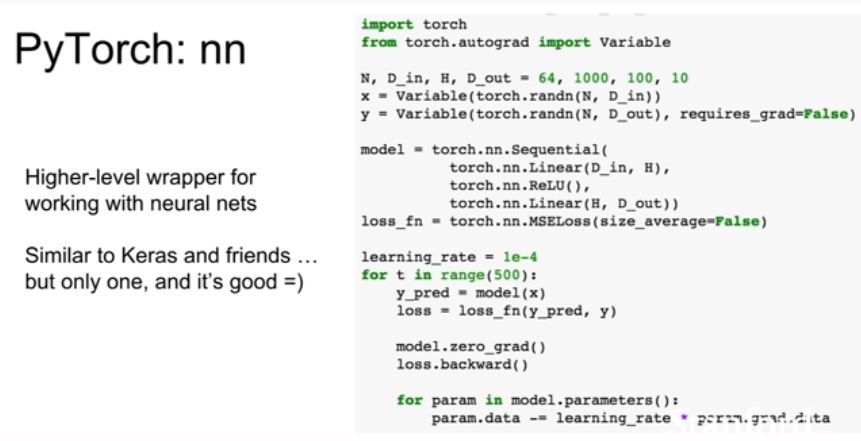 PyTorch: nn
Higher-level wrapper for
working with neural nets
Similar to Keras and friends …
but only one, and it's good =)
import torch
from torch.autograd import Variable
N, D_in, H, D_out = 64, 1000, 100, 10
x = Variable(torch.randn(N, D_in))
y = Variable(torch.randn(N, D_out), requires_grad=False)
model = torch.nn.Sequential(
          torch.nn.Linear(D_in, H),
          torch.nn.ReLU(),
          torch.nn.Linear(H, D_out))
loss_fn = torch.nn.MSELoss(size_average=False)
learning_rate = 1e-4
for t in range(500):
    y_pred = model(x)
    loss = loss_fn(y_pred, y)
    model.zero_grad()
    loss.backward()
    for param in model.parameters():
        param.data -= learning_rate * param.grad.data